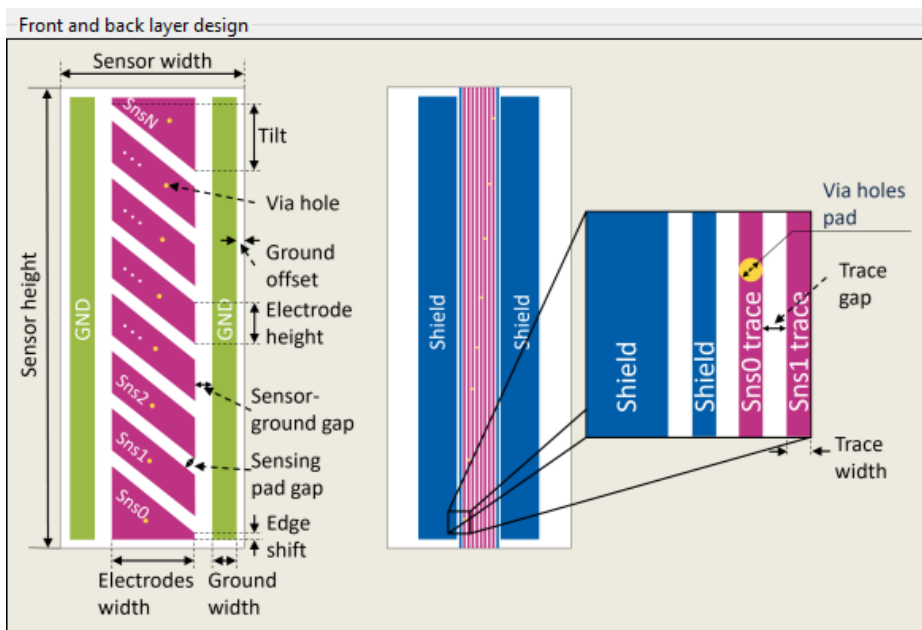 Front and back layer design
Sensor width
SnsN
Tilt
Via hole
Ground
offset
Sensor height
GND
GND
Electrode
height
Sns2
Sensor-
ground gap
Sns1
Sensing
pad gap
Sns0
Edge
shift
Electrodes
width
Ground
width
Shield
Shield
Via holes
pad
Trace
gap
Shield
Shield
Sns0 trace
Sns1 trace
Trace
width